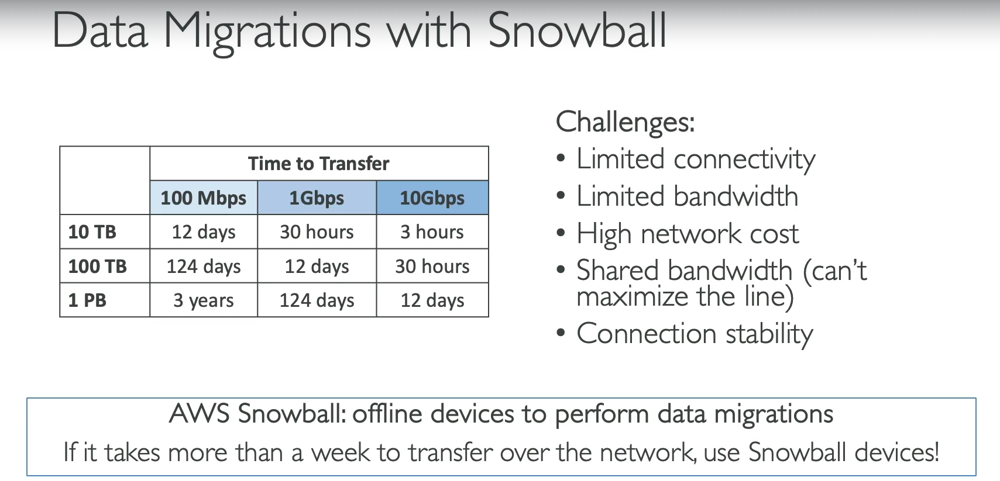 Data Migrations with Snowball
Time to Transfer
100 Mbps 1Gbps 10Gbps
10 TB 12 days 30 hours 3 hours
100 TB 124 days 12 days 30 hours
1 PB 3 years 124 days 12 days
Challenges:
• Limited connectivity
• Limited bandwidth
• High network cost
• Shared bandwidth (can't
maximize the line)
• Connection stability
AWS Snowball: offline devices to perform data migrations
If it takes more than a week to transfer over the network, use Snowball devices!